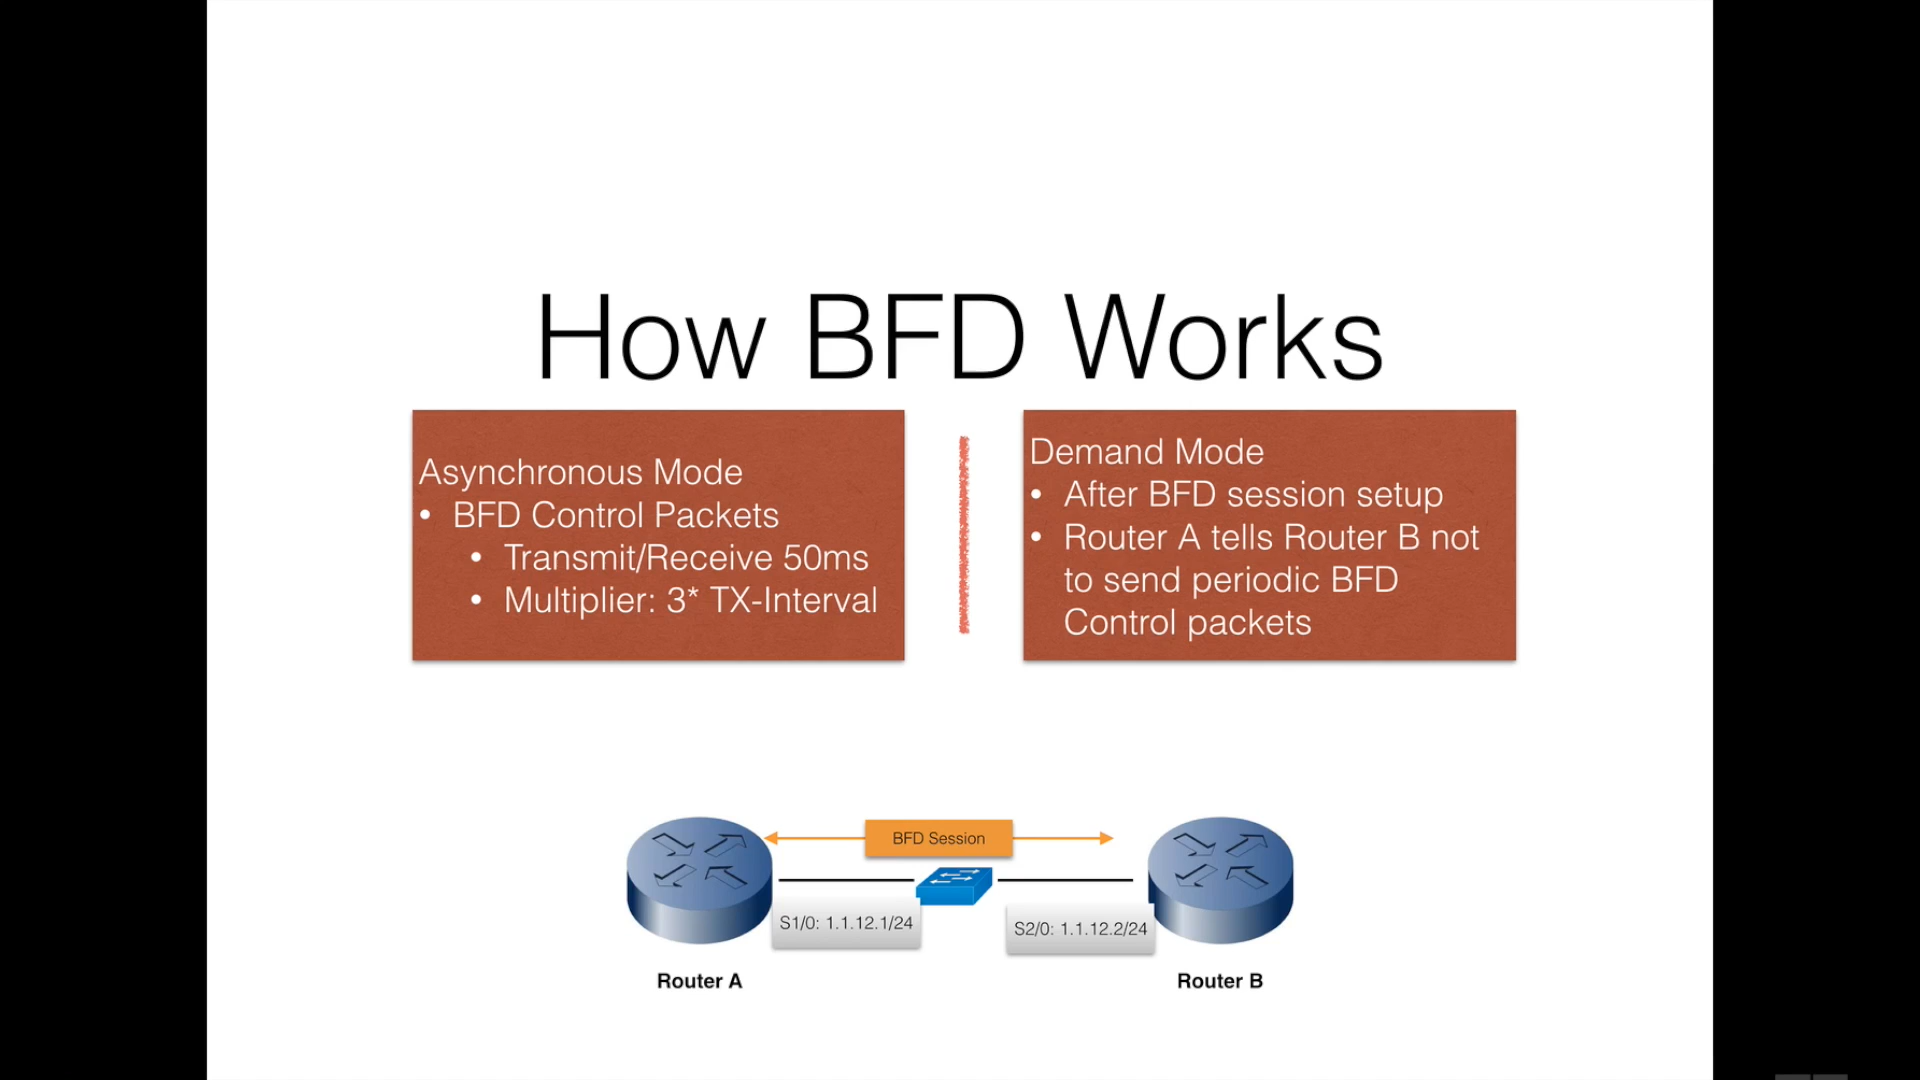 How BFD Works
Asynchronous Mode
• BFD Control Packets
• Transmit/Receive 50ms
• Multiplier: 3* TX-Interval
Demand Mode
• After BFD session setup
• Router A tells Router B not
to send periodic BFD
Control packets
BFD Session
S1/0: 1.1.12.1/24
S2/0: 1.1.12.2/24
Router A
Router B